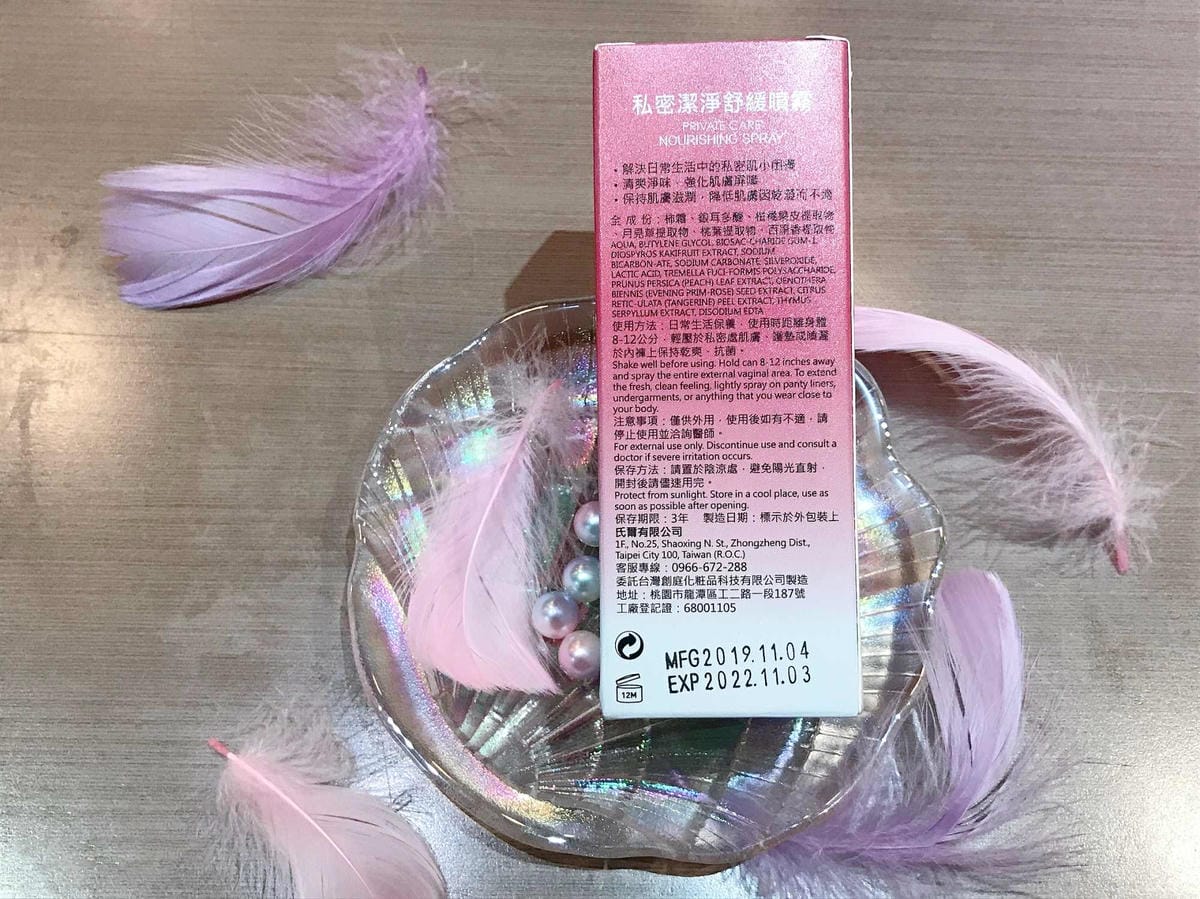 私密潔淨舒緩噴霧
PRIVATE CARE
NOURISHING SPRAY
・解決日常生活中的私密肌小困擾
・清爽淨味、強化肌膚屏障
・保持肌膚滋潤，降低肌膚因乾澀而不適
全成份：柿霜、銀耳多醣、柑橘果皮提取物
、月見草提取物、桃葉提取物、百里香提取物
AQUA, BUTYLENE GLYCOL, BIOSAC-CHARIDE GUM-1,
DIOSPYROS KAKIFRUIT EXTRACT, SODIUM
BICARBON-ATE, SODIUM CARBONATE, SILVEROXIDE,
LACTIC ACID, TREMELLA FUCI-FORMIS POLYSACCHARIDE,
PRUNUS PERSICA (PEACH) LEAF EXTRACT, OENOTHERA
BIENNIS (EVENING PRIM-ROSE) SEED EXTRACT, CITRUS
RETIC-ULATA (TANGERINE) PEEL EXTRACT, THYMUS
SERPYLLUM EXTRACT, DISODIUM EDTA
使用方法：日常生活保養，使用時距離身體
8-12公分，輕壓於私密處肌膚、護墊或噴灑
於內褲上保持乾爽、抗菌。
Shake well before using. Hold can 8-12 inches away
and spray the entire external vaginal area. To extend
the fresh, clean feeling, lightly spray on panty liners,
undergarments, or anything that you wear close to
your body.
注意事項：僅供外用，使用後如有不適，請
停止使用並洽詢醫師。
For external use only. Discontinue use and consult a
doctor if severe irritation occurs.
保存方法：請置於陰涼處，避免陽光直射，
開封後請儘速用完。
Protect from sunlight. Store in a cool place, use as
soon as possible after opening.
保存期限：3年 製造日期：標示於外包裝上
氏爾有限公司
1F., No.25, Shaoxing N. St., Zhongzheng Dist.,
Taipei City 100, Taiwan (R.O.C.)
客服專線：0966-672-288
委託台灣創庭化粧品科技有限公司製造
地址：桃園市龍潭區工二路一段187號
工廠登記證：68001105
MFG2019.11.04
12M
EXP2022.11.03